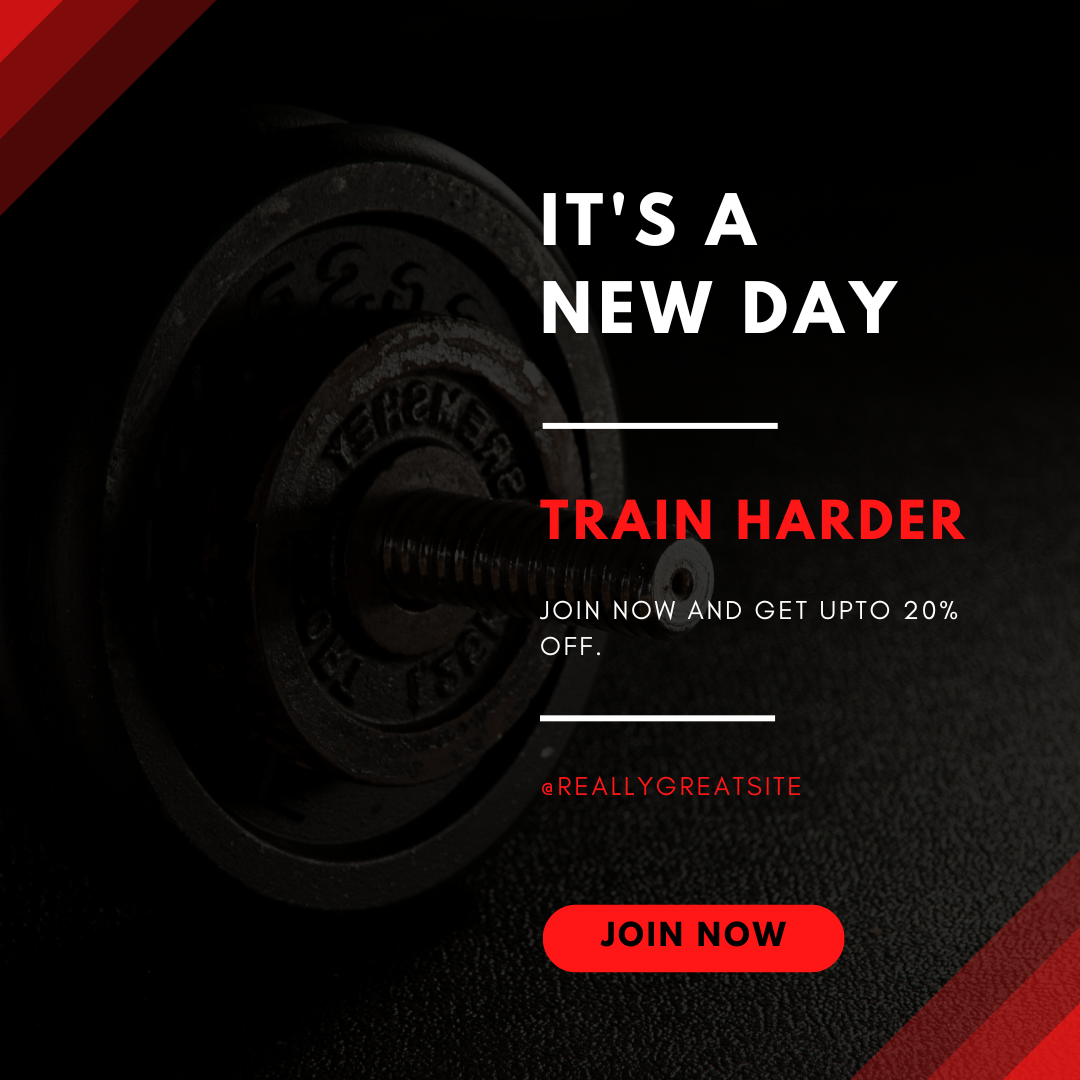 IT'S A
NEW DAY
TRAIN HARDER
JOIN NOW AND GET UPTO 20%
OFF.
@REALLYGREATSITE
JOIN NOW